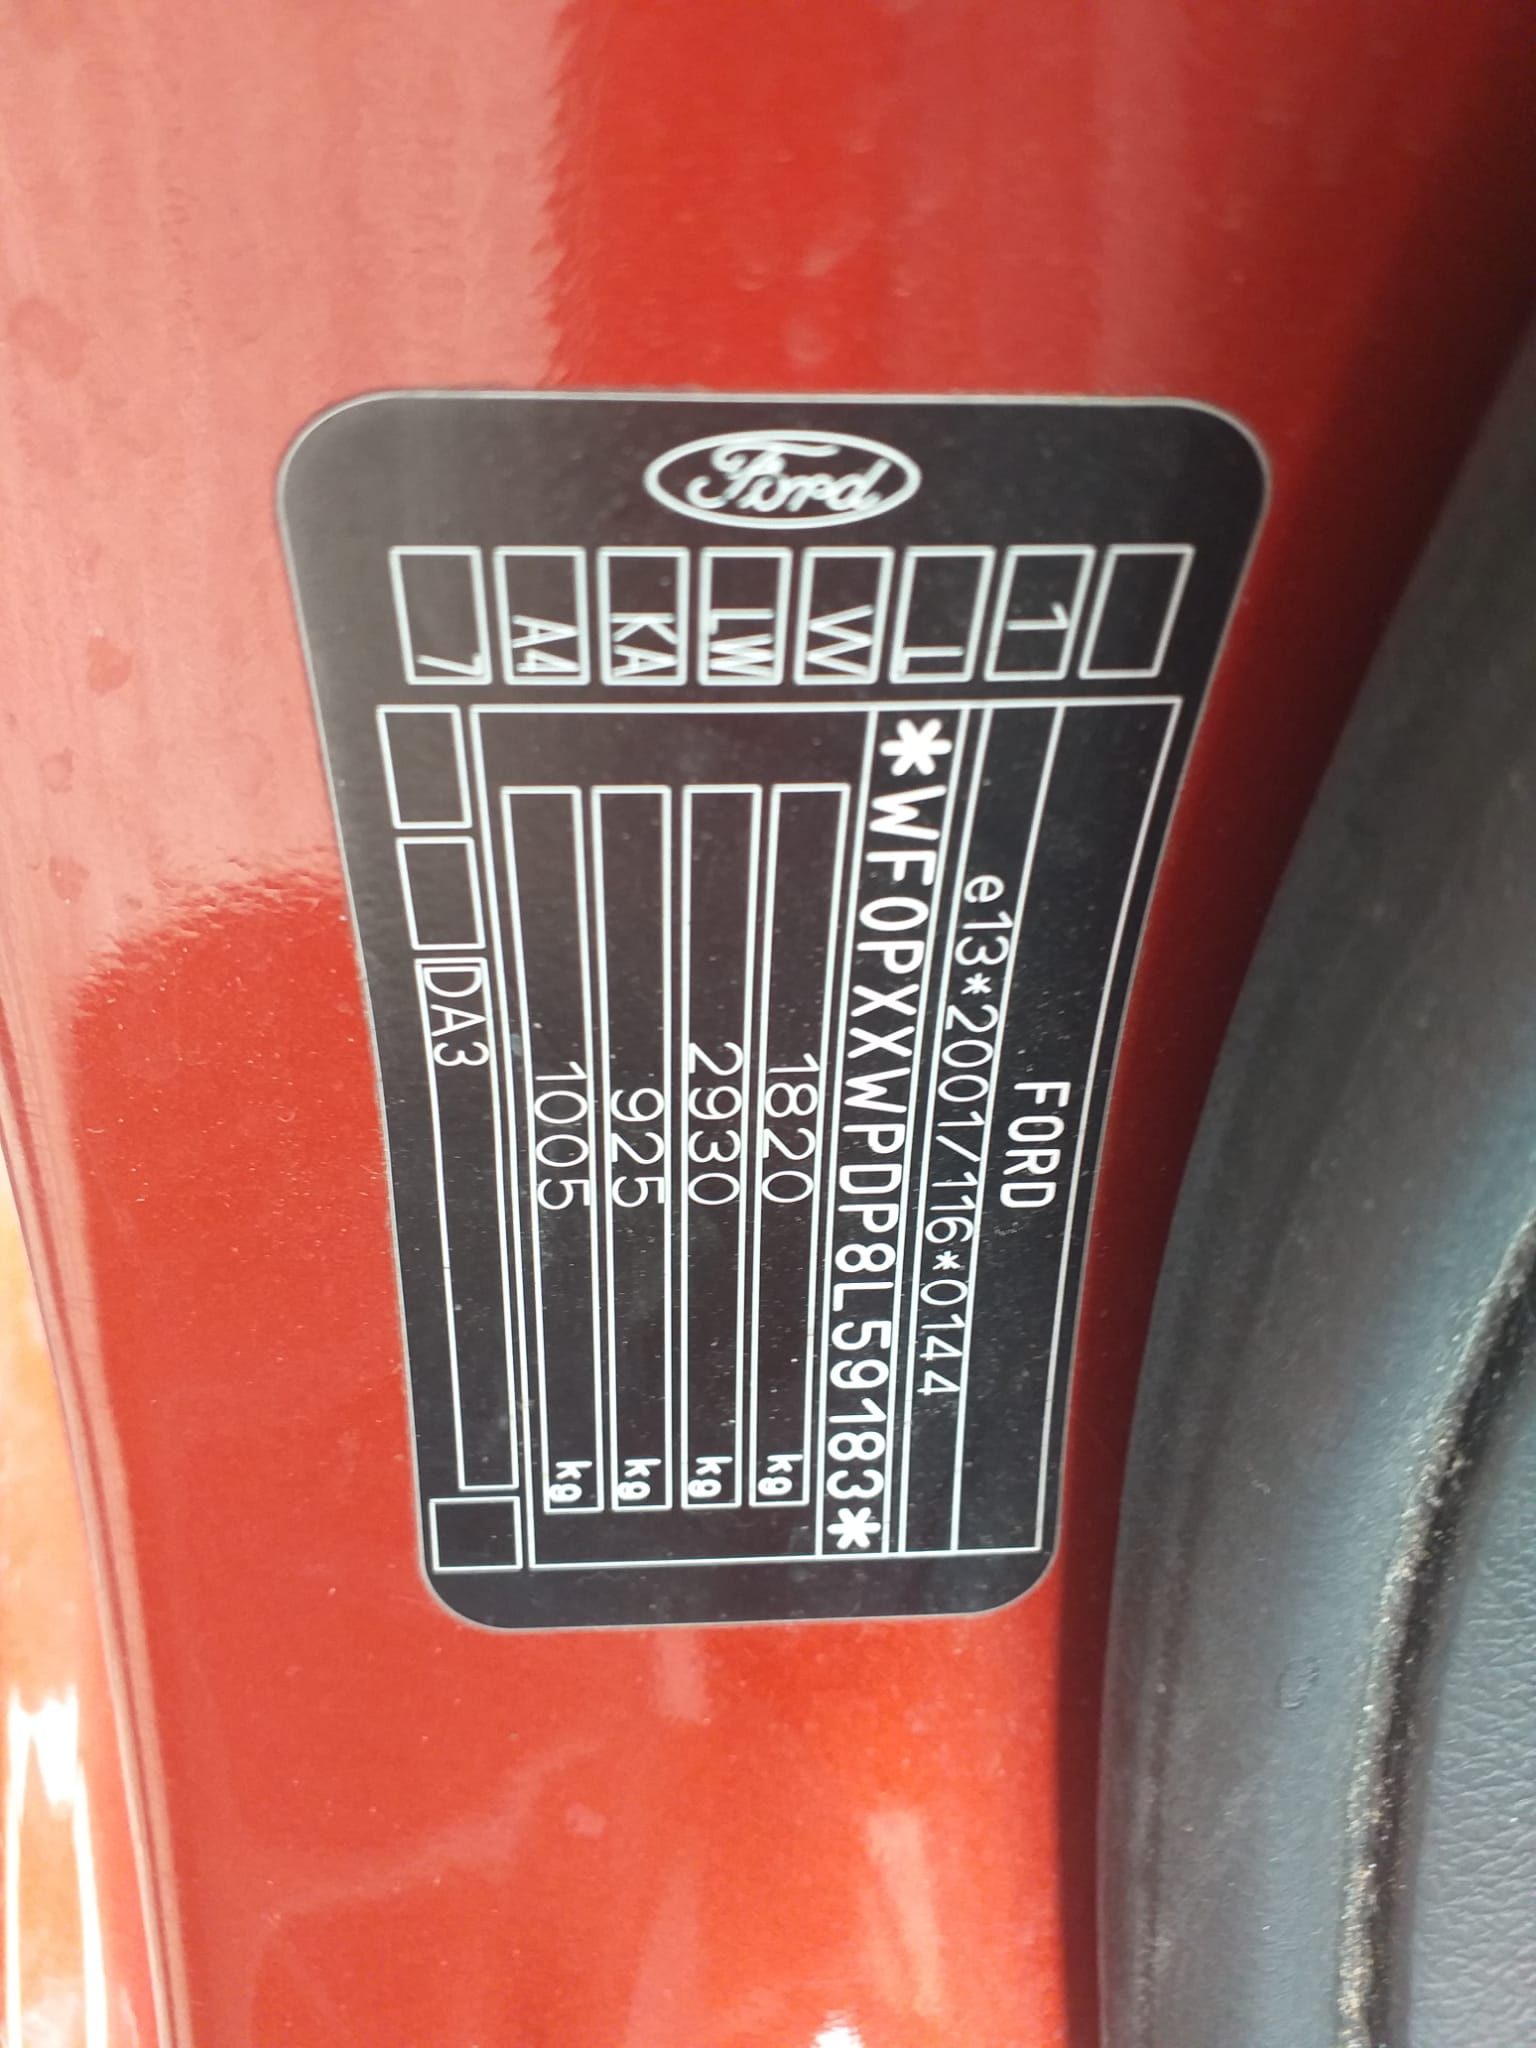 Ford
FORD
e13*2001/116*0144
*WF0PXXWPDP8L59183*
1820 kg
2930 kg
925 kg
1005 kg
1
L
W
LW
KA
A4
7
DA3